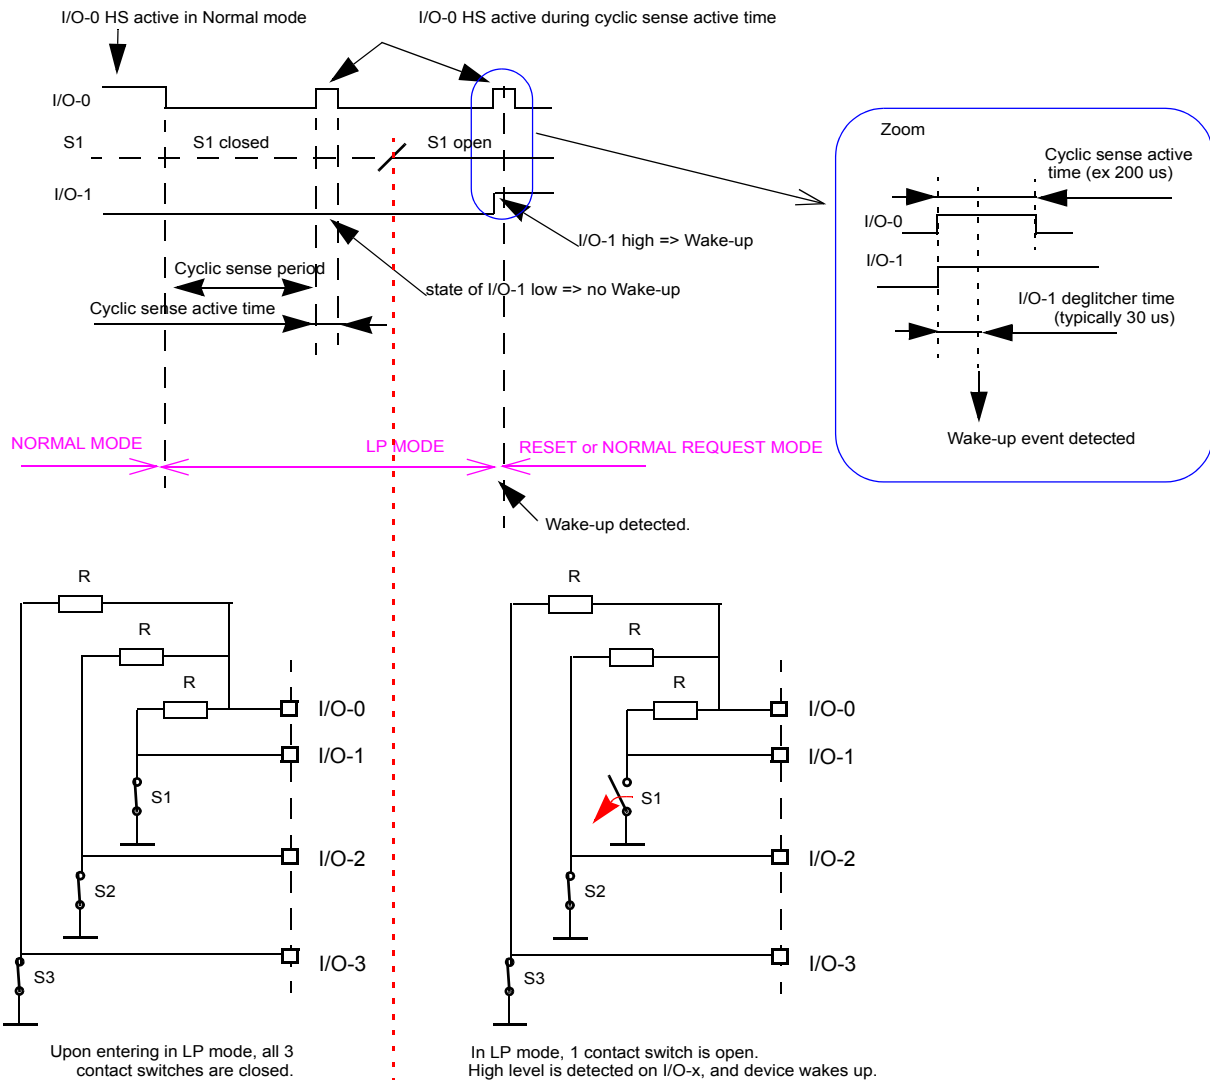 I/O-0 HS active in Normal mode
I/O-0 HS active during cyclic sense active time
I/O-0
S1
S1 closed
S1 open
I/O-1
I/O-1 high => Wake-up
Cyclic sense period
state of I/O-1 low => no Wake-up
Cyclic sense active time
Zoom
Cyclic sense active
time (ex 200 us)
I/O-0
I/O-1
I/O-1 deglitcher time
(typically 30 us)
Wake-up event detected
NORMAL MODE
LP MODE
RESET or NORMAL REQUEST MODE
Wake-up detected.
R
R
R
I/O-0
I/O-1
S1
I/O-2
S2
I/O-3
S3
Upon entering in LP mode, all 3
contact switches are closed.
R
R
R
I/O-0
I/O-1
S1
I/O-2
S2
I/O-3
S3
In LP mode, 1 contact switch is open.
High level is detected on I/O-x, and device wakes up.